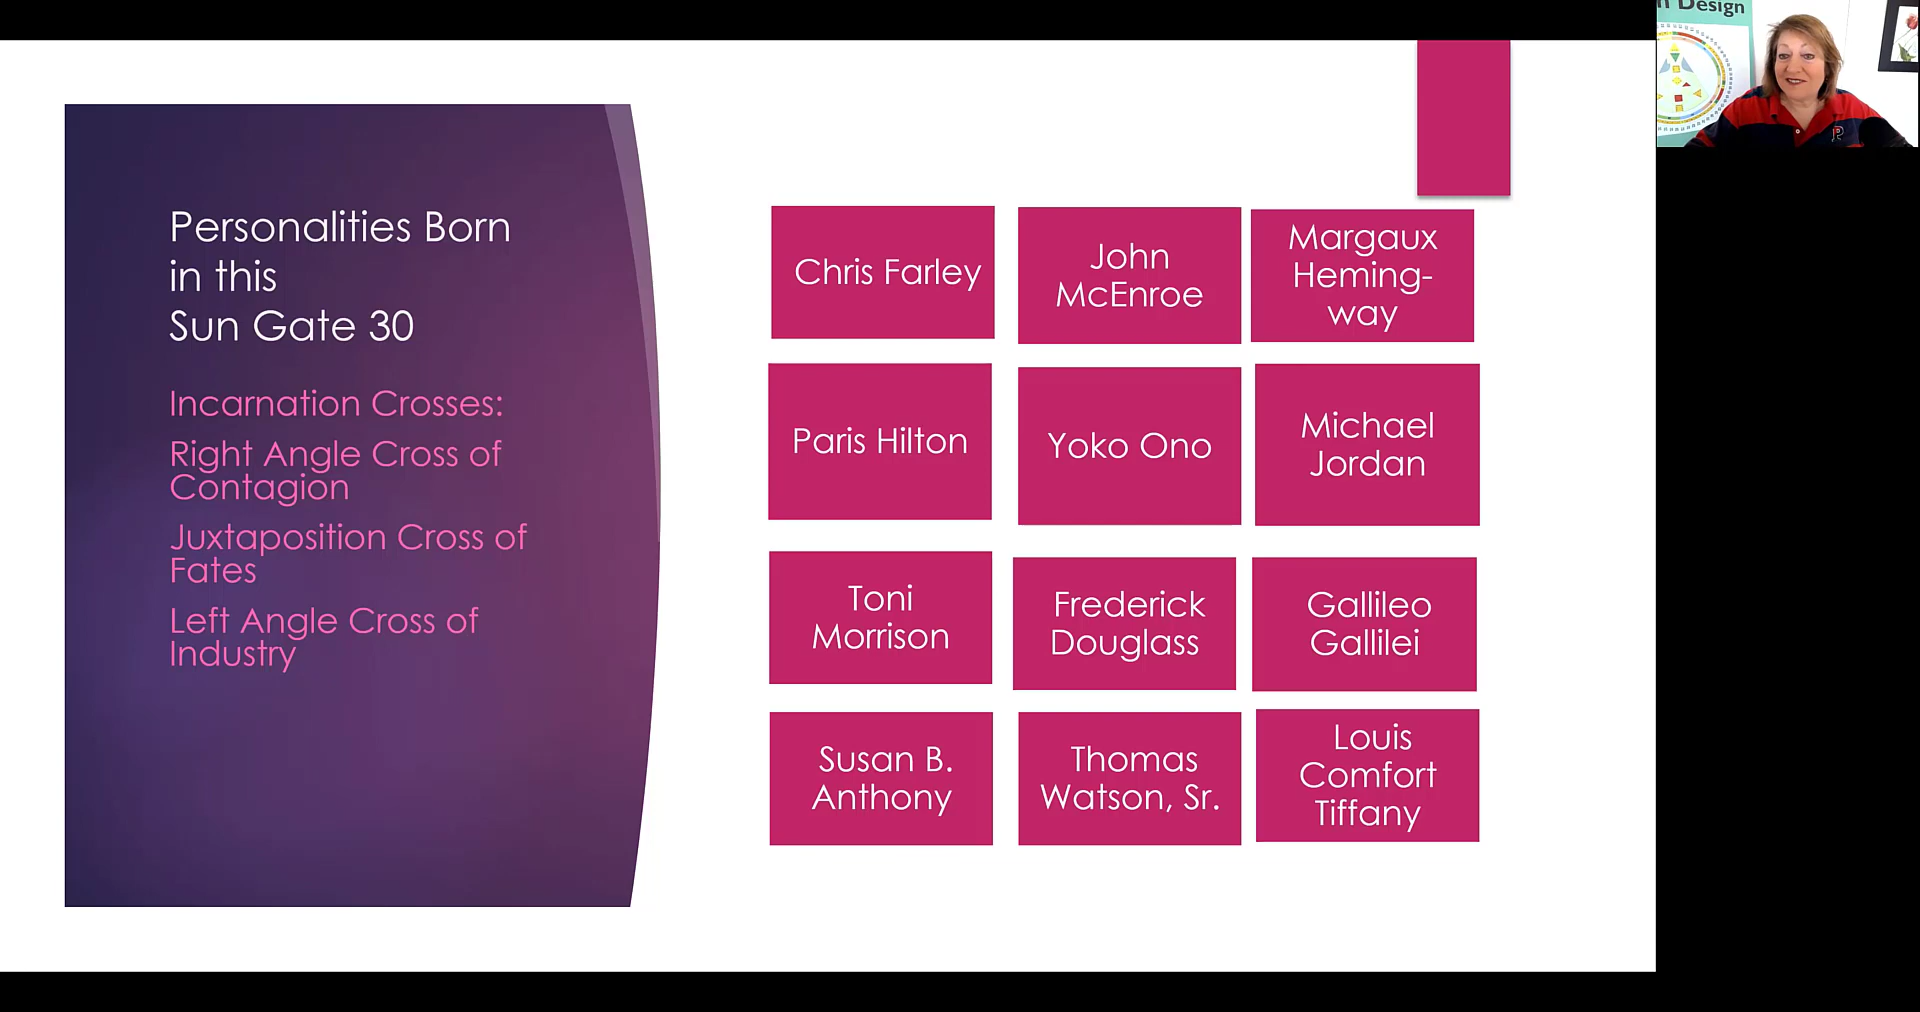 n Design
Personalities Born
in this
Sun Gate 30
Incarnation Crosses:
Right Angle Cross of
Contagion
Juxtaposition Cross of
Fates
Left Angle Cross of
Industry
Chris Farley
John
McEnroe
Margaux
Heming-
way
Paris Hilton
Yoko Ono
Michael
Jordan
Toni
Morrison
Frederick
Douglass
Gallileo
Gallilei
Susan B.
Anthony
Thomas
Watson, Sr.
Louis
Comfort
Tiffany
P